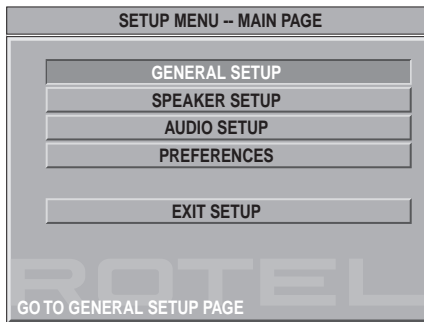 SETUP MENU -- MAIN PAGE
GENERAL SETUP
SPEAKER SETUP
AUDIO SETUP
PREFERENCES
EXIT SETUP
ROTEL
GO TO GENERAL SETUP PAGE